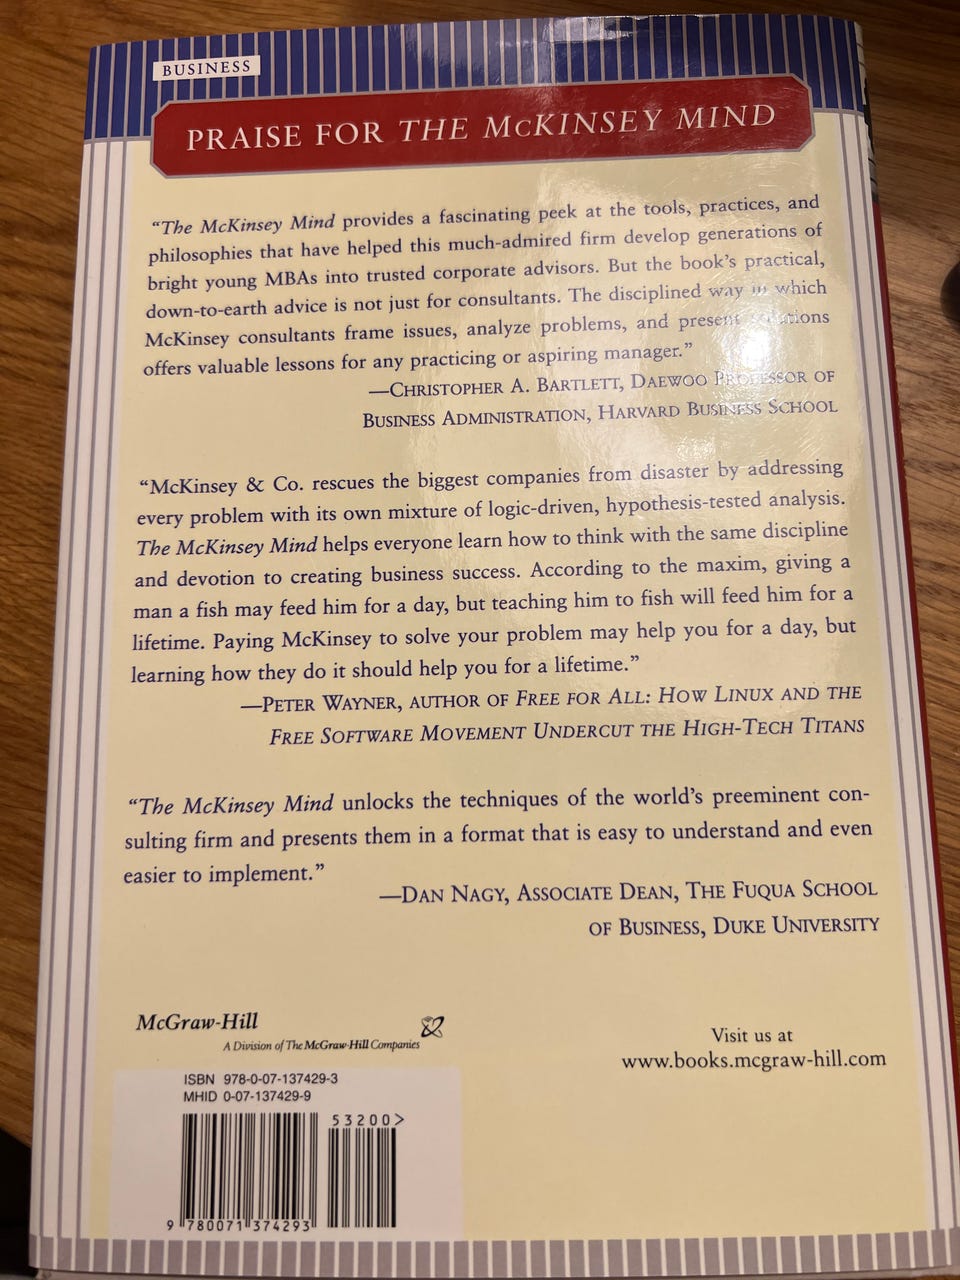 BUSINESS
PRAISE FOR THE MCKINSEY MIND
“The McKinsey Mind provides a fascinating peek at the tools, practices, and
philosophies that have helped this much-admired firm develop generations of
bright young MBAs into trusted corporate advisors. But the book’s practical,
down-to-earth advice is not just for consultants. The disciplined way in which
McKinsey consultants frame issues, analyze problems, and present solutions
offers valuable lessons for any practicing or aspiring manager.”
—CHRISTOPHER A. BARTLETT, DAEWOO PROFESSOR OF
BUSINESS ADMINISTRATION, HARVARD BUSINESS SCHOOL
“McKinsey & Co. rescues the biggest companies from disaster by addressing
every problem with its own mixture of logic-driven, hypothesis-tested analysis.
The McKinsey Mind helps everyone learn how to think with the same discipline
and devotion to creating business success. According to the maxim, giving a
man a fish may feed him for a day, but teaching him to fish will feed him for a
lifetime. Paying McKinsey to solve your problem may help you for a day, but
learning how they do it should help you for a lifetime.”
—PETER WAYNER, AUTHOR OF FREE FOR ALL: HOW LINUX AND THE
FREE SOFTWARE MOVEMENT UNDERCUT THE HIGH-TECH TITANS
“The McKinsey Mind unlocks the techniques of the world’s preeminent con-
sulting firm and presents them in a format that is easy to understand and even
easier to implement.”
—DAN NAGY, ASSOCIATE DEAN, THE FUQUA SCHOOL
OF BUSINESS, DUKE UNIVERSITY
McGraw-Hill
A Division of The McGraw-Hill Companies
Visit us at
www.books.mcgraw-hill.com
ISBN 978-0-07-137429-3
MHID 0-07-137429-9
53200>
9 780071 374293